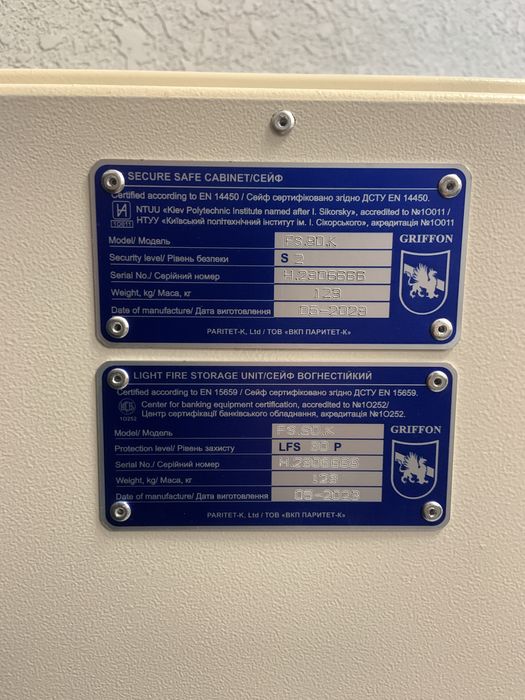 SECURE SAFE CABINET/СЕЙФ
Certified according to EN 14450 / Сейф сертифіковано згідно ДСТУ EN 14450.
NTUU «Kiev Polytechnic Institute named after I. Sikorsky», accredited to №1O011 /
НТУУ «Київський політехнічний інститут ім. І. Сікорського», акредитація №1O011
1O011
Model/ Модель FS.90.K
GRIFFON
Security level/ Рівень безпеки S 2
Serial No./ Серійний номер
Weight, kg/ Маса, кг 129
Date of manufacture/ Дата виготовлення 05-2023
PARITET-K, Ltd / ТОВ «ВКП ПАРИТЕТ-К»
LIGHT FIRE STORAGE UNIT/СЕЙФ ВОГНЕСТІЙКИЙ
Certified according to EN 15659 / Сейф сертифіковано згідно ДСТУ EN 15659.
Center for banking equipment certification, accredited to №1O252/
Центр сертифікації банківського обладнання, акредитація №1O252.
1O252
Model/ Модель FS.90.K
GRIFFON
Protection level/ Рівень захисту LFS 30 P
Serial No./ Серійний номер
Weight, kg/ Маса, кг 129
Date of manufacture/ Дата виготовлення 05-2023
PARITET-K, Ltd / ТОВ «ВКП ПАРИТЕТ-К»